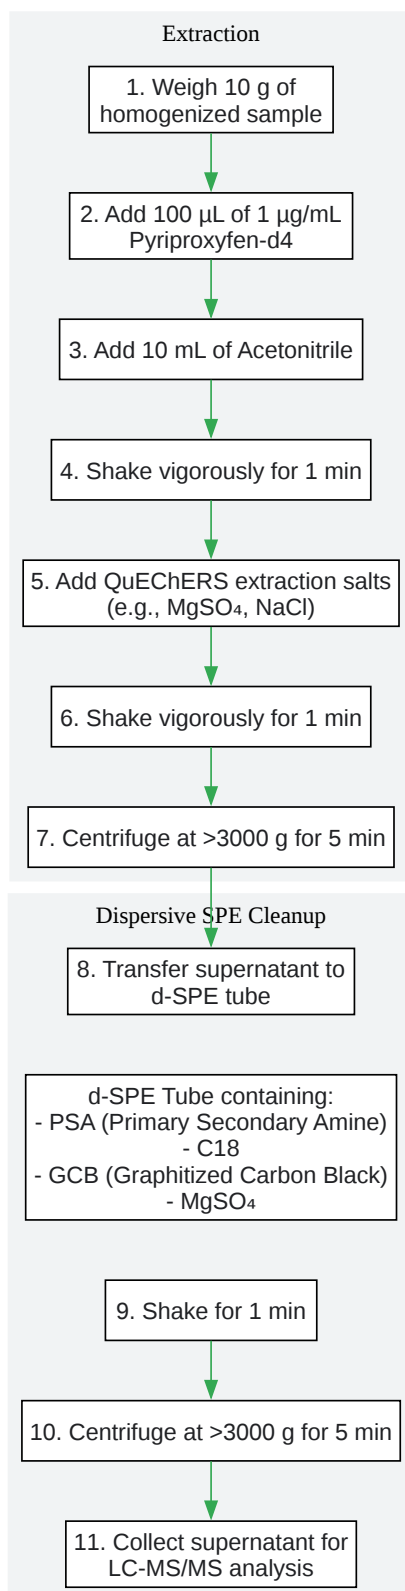 Extraction
1. Weigh 10 g of
homogenized sample
2. Add 100 µL of 1 µg/mL
Pyriproxyfen-d4
3. Add 10 mL of Acetonitrile
4. Shake vigorously for 1 min
5. Add QuEChERS extraction salts
(e.g., MgSO₄, NaCl)
6. Shake vigorously for 1 min
7. Centrifuge at >3000 g for 5 min
Dispersive SPE Cleanup
8. Transfer supernatant to
d-SPE tube
d-SPE Tube containing:
- PSA (Primary Secondary Amine)
- C18
- GCB (Graphitized Carbon Black)
- MgSO₄
9. Shake for 1 min
10. Centrifuge at >3000 g for 5 min
11. Collect supernatant for
LC-MS/MS analysis